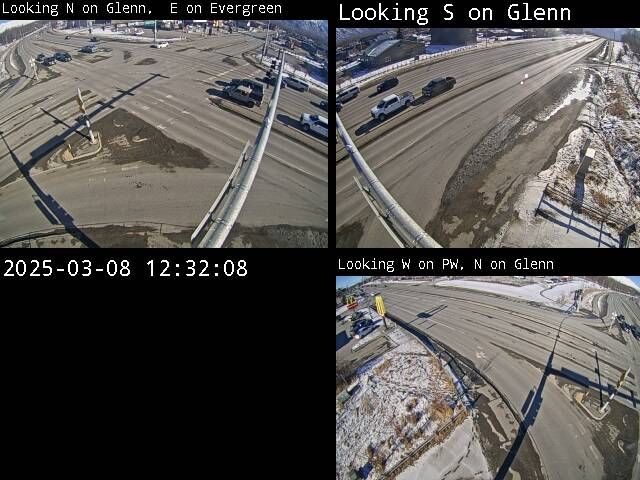 Looking N on Glenn,  E on Evergreen
Looking S on Glenn
2025-03-08 12:32:08
Looking W on PW, N on Glenn